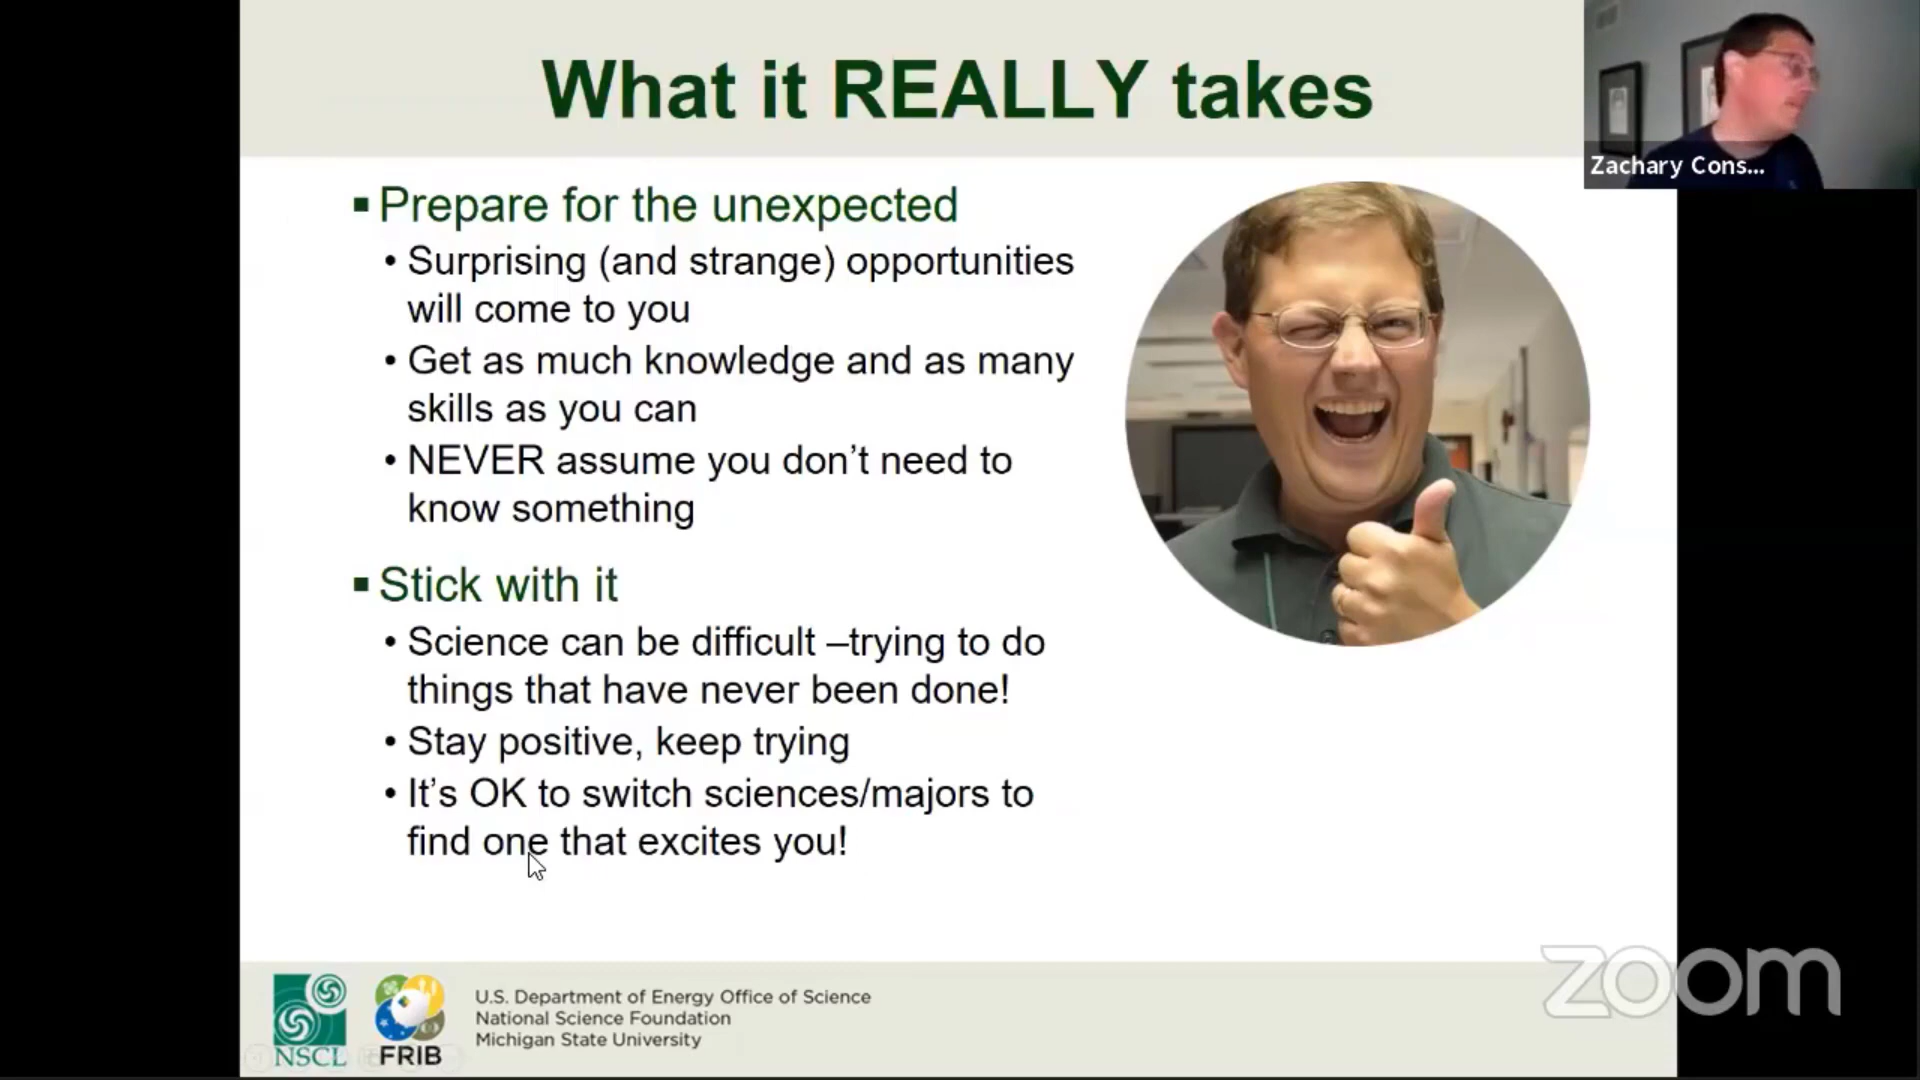 What it REALLY takes
Zachary Cons...
▪ Prepare for the unexpected
• Surprising (and strange) opportunities
will come to you
• Get as much knowledge and as many
skills as you can
• NEVER assume you don’t need to
know something
▪ Stick with it
• Science can be difficult –trying to do
things that have never been done!
• Stay positive, keep trying
• It’s OK to switch sciences/majors to
find one that excites you!
NSCL
FRIB
U.S. Department of Energy Office of Science
National Science Foundation
Michigan State University
zoom